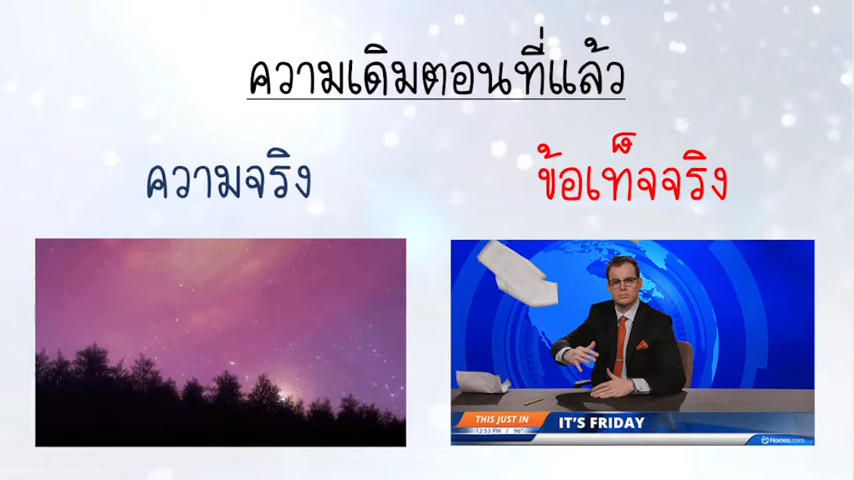 ความเดิมตอนที่แล้ว
ความจริง
ข้อเท็จจริง
THIS JUST IN
IT'S FRIDAY
12:53 PM / 96°
Homes.com